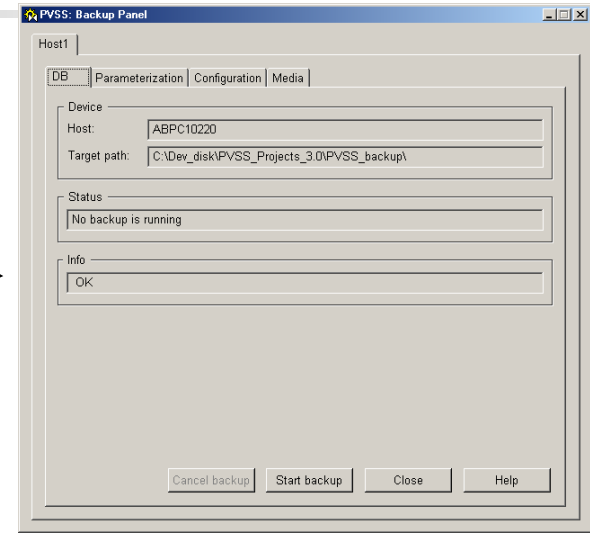 PVSS: Backup Panel
Host1
DB Parameterization Configuration Media
Device
Host: ABPC10220
Target path: C:\Dev_disk\PVSS_Projects_3.0\PVSS_backup\
Status
No backup is running
Info
OK
Cancel backup Start backup Close Help